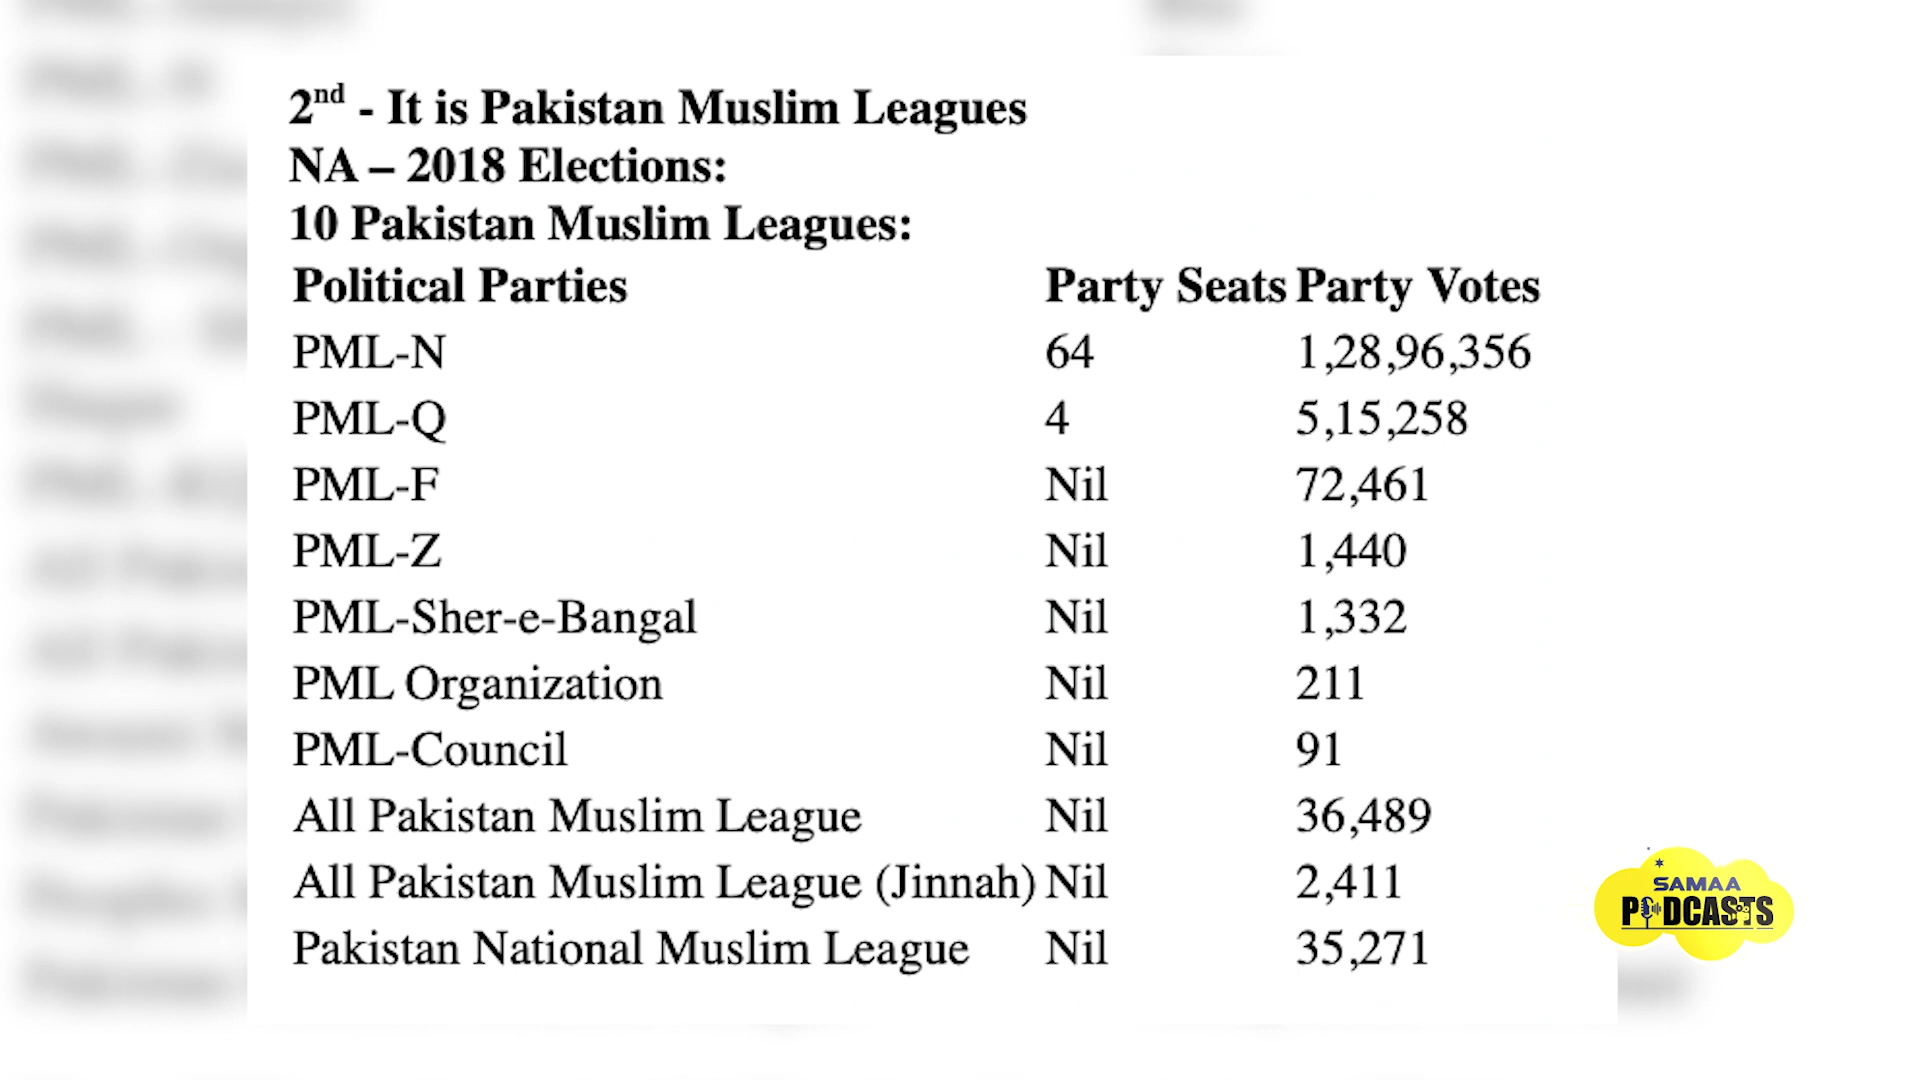 2nd - It is Pakistan Muslim Leagues
NA – 2018 Elections:
10 Pakistan Muslim Leagues:
Political Parties Party Seats Party Votes
PML-N 64 1,28,96,356
PML-Q 4 5,15,258
PML-F Nil 72,461
PML-Z Nil 1,440
PML-Sher-e-Bangal Nil 1,332
PML Organization Nil 211
PML-Council Nil 91
All Pakistan Muslim League Nil 36,489
All Pakistan Muslim League (Jinnah) Nil 2,411
Pakistan National Muslim League Nil 35,271
SAMAA
PODCASTS